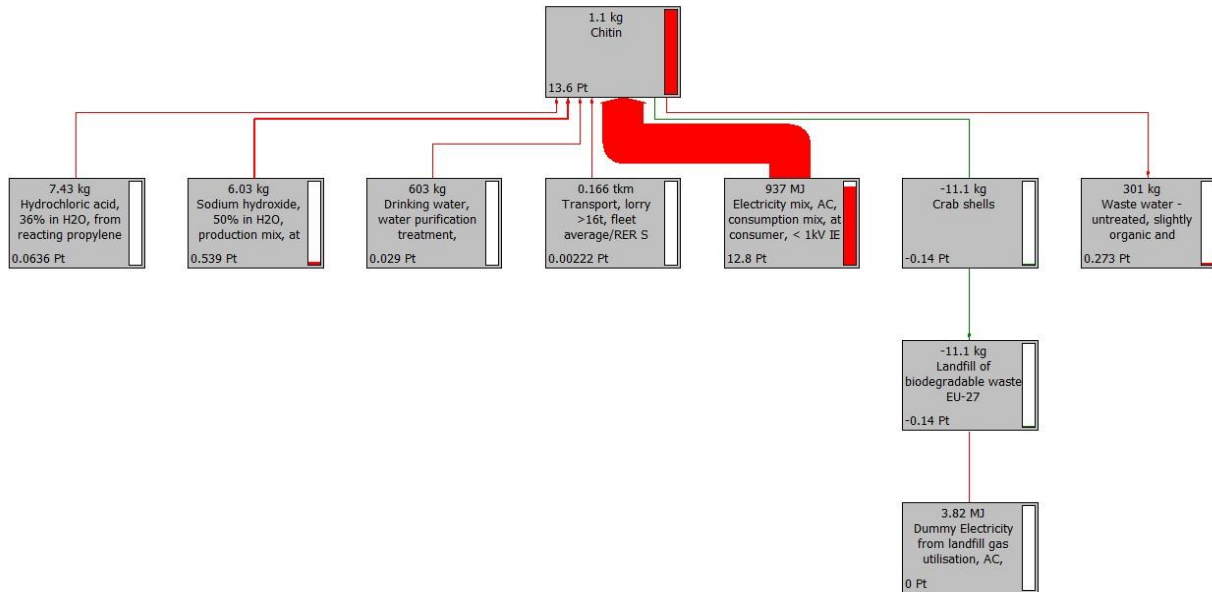 1.1 kg
Chitin
13.6 Pt
7.43 kg
Hydrochloric acid,
36% in H2O, from
reacting propylene
0.0636 Pt
6.03 kg
Sodium hydroxide,
50% in H2O,
production mix, at
0.539 Pt
603 kg
Drinking water,
water purification
treatment,
0.029 Pt
0.166 tkm
Transport, lorry
>16t, fleet
average/RER S
0.00222 Pt
937 MJ
Electricity mix, AC,
consumption mix, at
consumer, < 1kV IE
12.8 Pt
-11.1 kg
Crab shells
-0.14 Pt
301 kg
Waste water -
untreated, slightly
organic and
0.273 Pt
-11.1 kg
Landfill of
biodegradable waste
EU-27
-0.14 Pt
3.82 MJ
Dummy Electricity
from landfill gas
utilisation, AC,
0 Pt